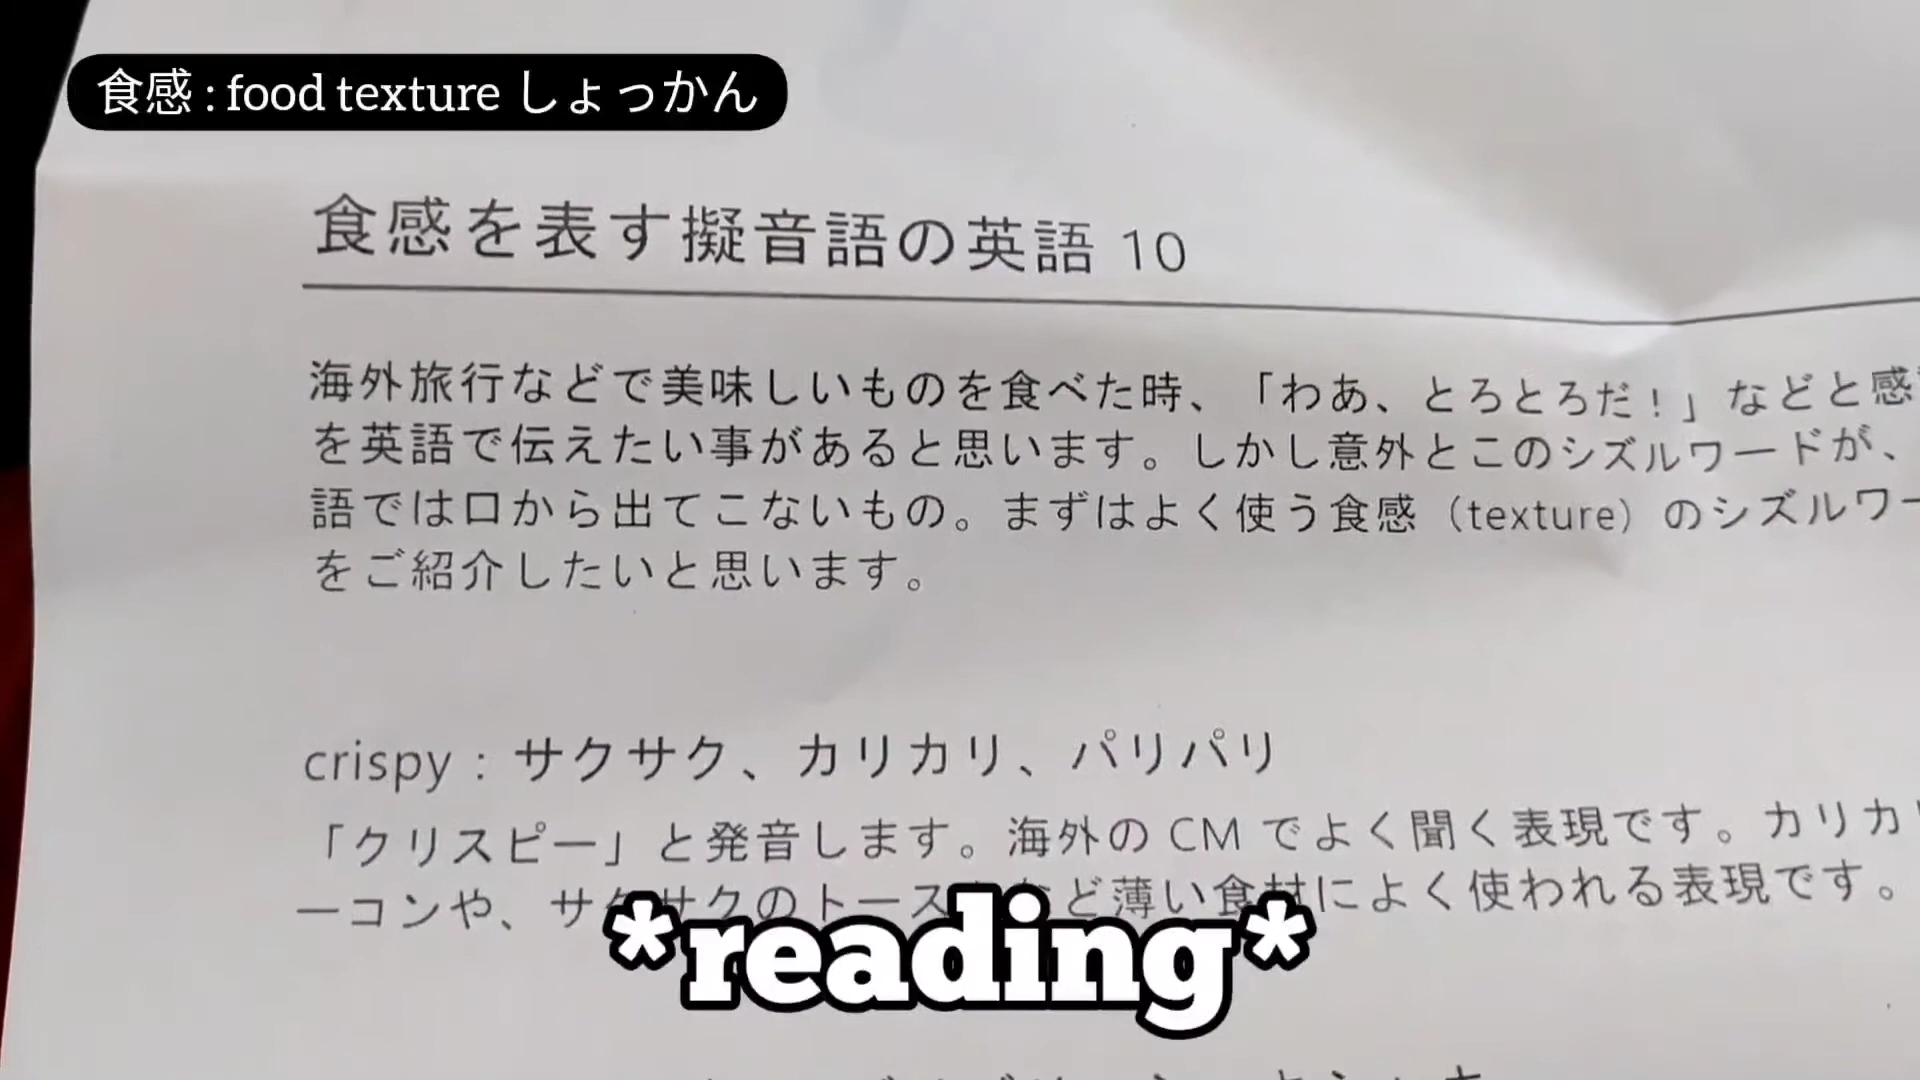 食感 : food texture しょっかん
食感を表す擬音語の英語 10
海外旅行などで美味しいものを食べた時、「わあ、とろとろだ！」などと感
を英語で伝えたい事があると思います。しかし意外とこのシズルワードが、
語では口から出てこないもの。まずはよく使う食感（texture）のシズルワー
をご紹介したいと思います。
crispy : サクサク、カリカリ、パリパリ
「クリスピー」と発音します。海外の CM でよく聞く表現です。カリカ
ーコンや、サクサクのトースなど薄い食材によく使われる表現です。
*reading*